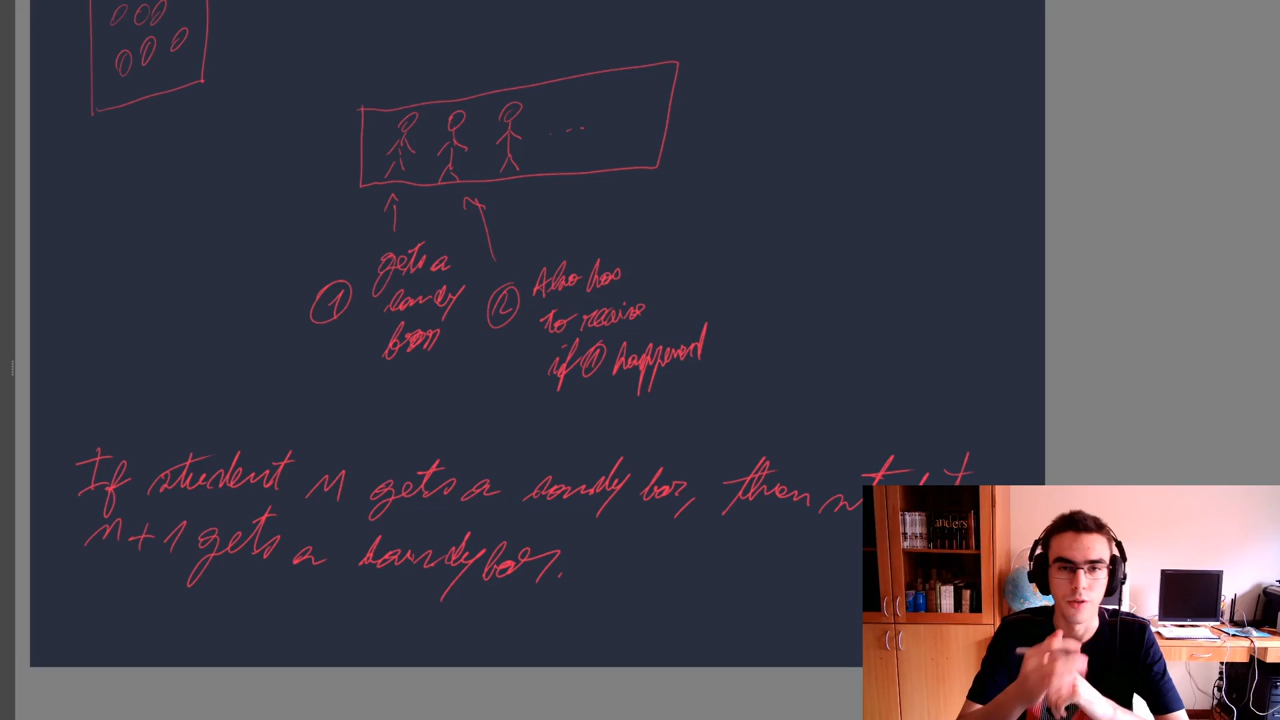 ...
gets a
① candy
bar
② Also has
to receive
if ① happened
If student n gets a candy bar, then
n+1 gets a candy bar.
anders